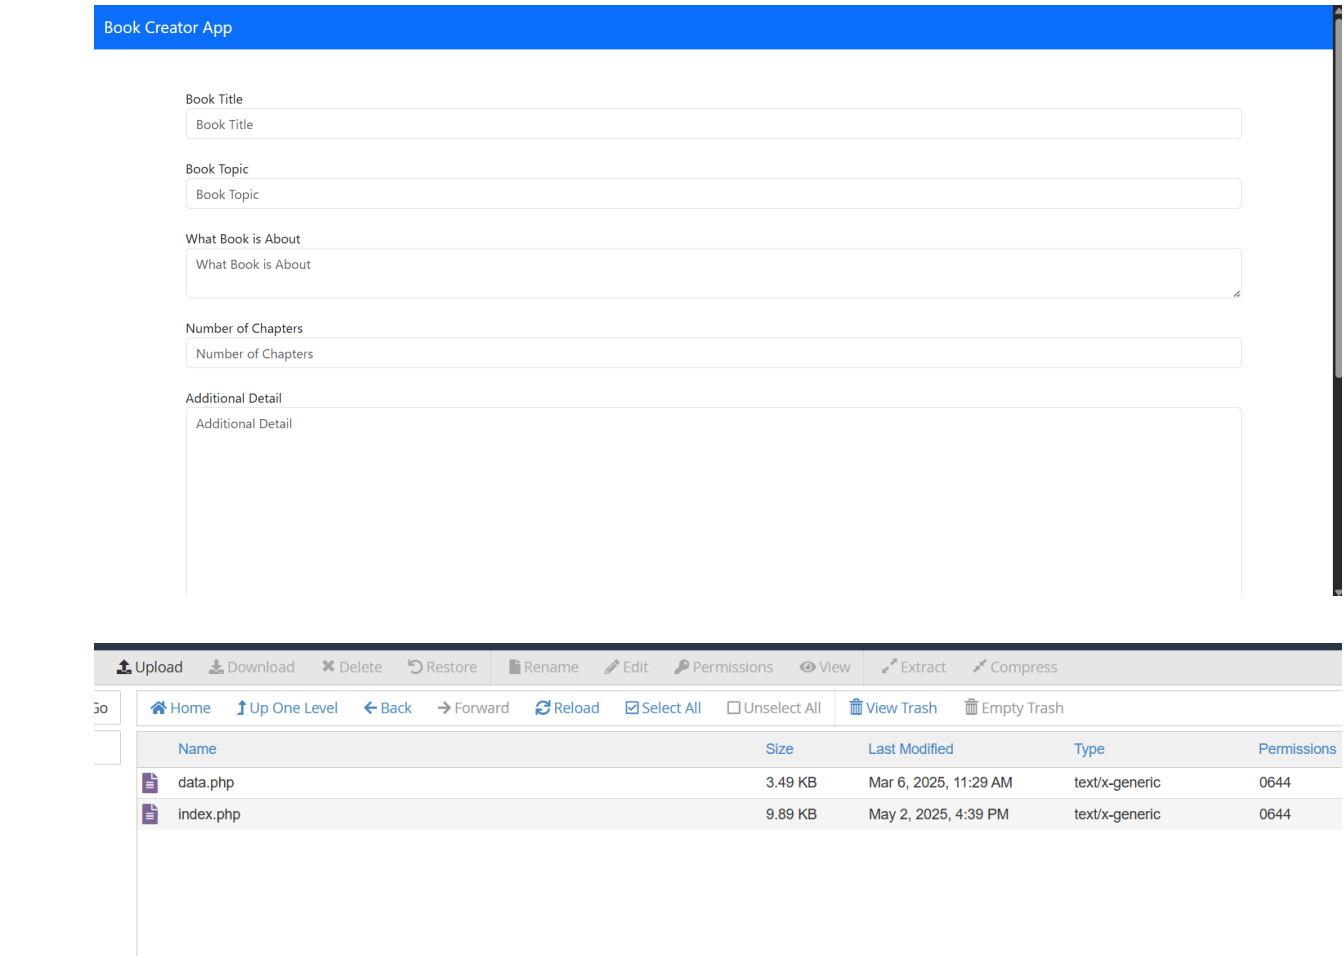 Book Creator App
Book Title
Book Title
Book Topic
Book Topic
What Book is About
What Book is About
Number of Chapters
Number of Chapters
Additional Detail
Additional Detail
Upload Download Delete Restore Rename Edit Permissions View Extract Compress
Go Home Up One Level Back Forward Reload Select All Unselect All View Trash Empty Trash
Name Size Last Modified Type Permissions
data.php 3.49 KB Mar 6, 2025, 11:29 AM text/x-generic 0644
index.php 9.89 KB May 2, 2025, 4:39 PM text/x-generic 0644